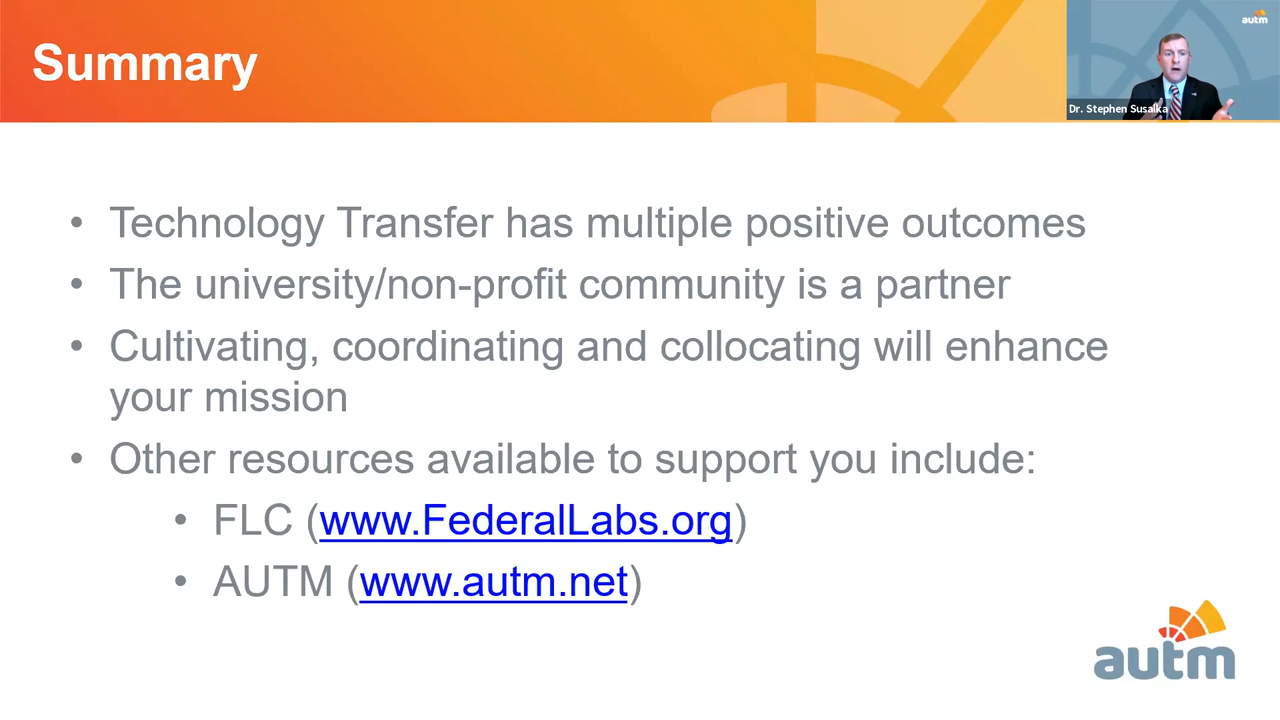 Summary
autm
Dr. Stephen Susalka
• Technology Transfer has multiple positive outcomes
• The university/non-profit community is a partner
• Cultivating, coordinating and collocating will enhance
your mission
• Other resources available to support you include:
• FLC (www.FederalLabs.org)
• AUTM (www.autm.net)
autm